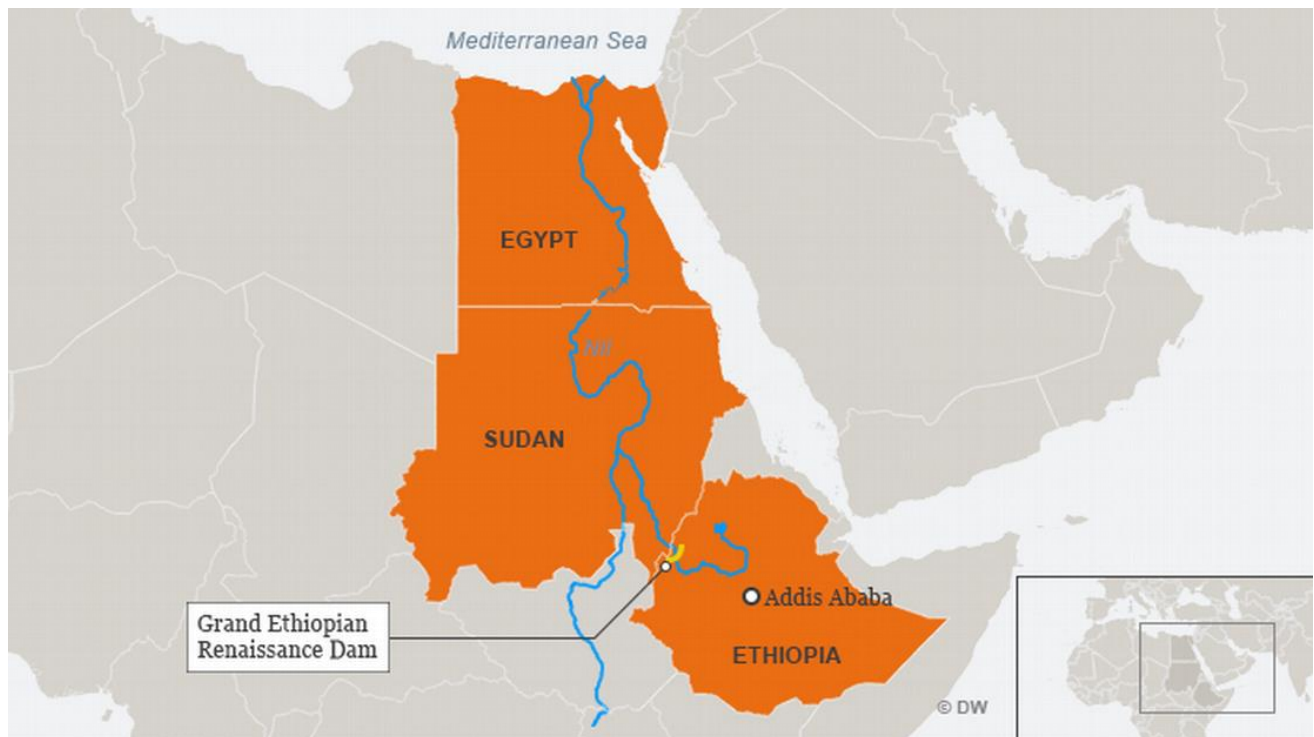 Mediterranean Sea
EGYPT
Nil
SUDAN
Grand Ethiopian
Renaissance Dam
Addis Ababa
ETHIOPIA
© DW